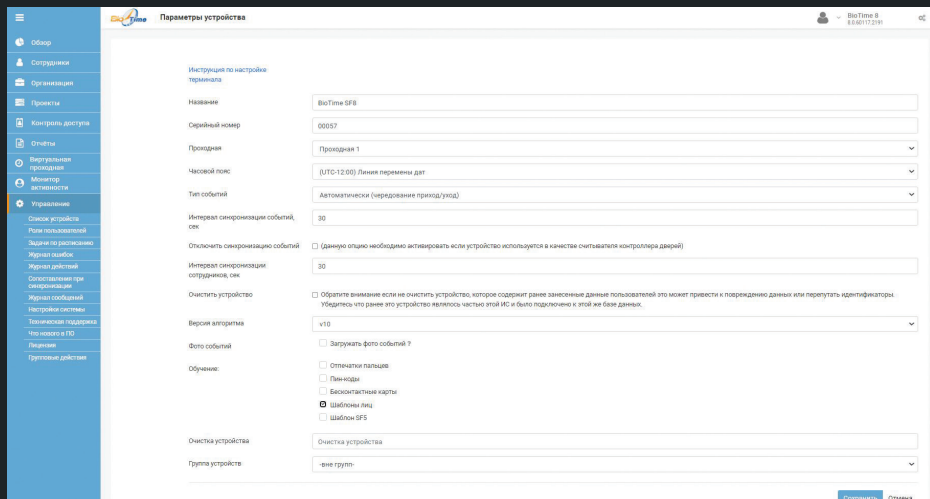 BioTime
Параметры устройства
BioTime 8
8.0.60117.2191
Обзор
Сотрудники
Организация
Проекты
Контроль доступа
Отчёты
Виртуальная
проходная
Монитор
активности
Управление
Список устройств
Роли пользователей
Задачи по расписанию
Журнал ошибок
Журнал действий
Сопоставления при
синхронизации
Журнал сообщений
Настройки системы
Техническая поддержка
Что нового в ПО
Лицензия
Групповые действия
Инструкция по настройке
терминала
Название
BioTime SF8
Серийный номер
00057
Проходная
Проходная 1
Часовой пояс
(UTC-12:00) Линия перемены дат
Тип событий
Автоматически (чередование приход/уход)
Интервал синхронизации событий,
сек
30
Отключить синхронизацию событий
(данную опцию необходимо активировать если устройство используется в качестве считывателя контроллера дверей)
Интервал синхронизации
сотрудников, сек
30
Очистить устройство
Обратите внимание если не очистить устройство, которое содержит ранее занесенные данные пользователей это может привести к повреждению данных или перепутать идентификаторы.
Убедитесь что ранее это устройство являлось частью этой ИС и было подключено к этой же базе данных.
Версия алгоритма
v10
Фото событий
Загружать фото событий ?
Обучение:
Отпечатки пальцев
Пин-коды
Бесконтактные карты
Шаблоны лиц
Шаблон SF5
Очистка устройства
Очистка устройства
Группа устройств
-вне групп-
Сохранить
Отмена